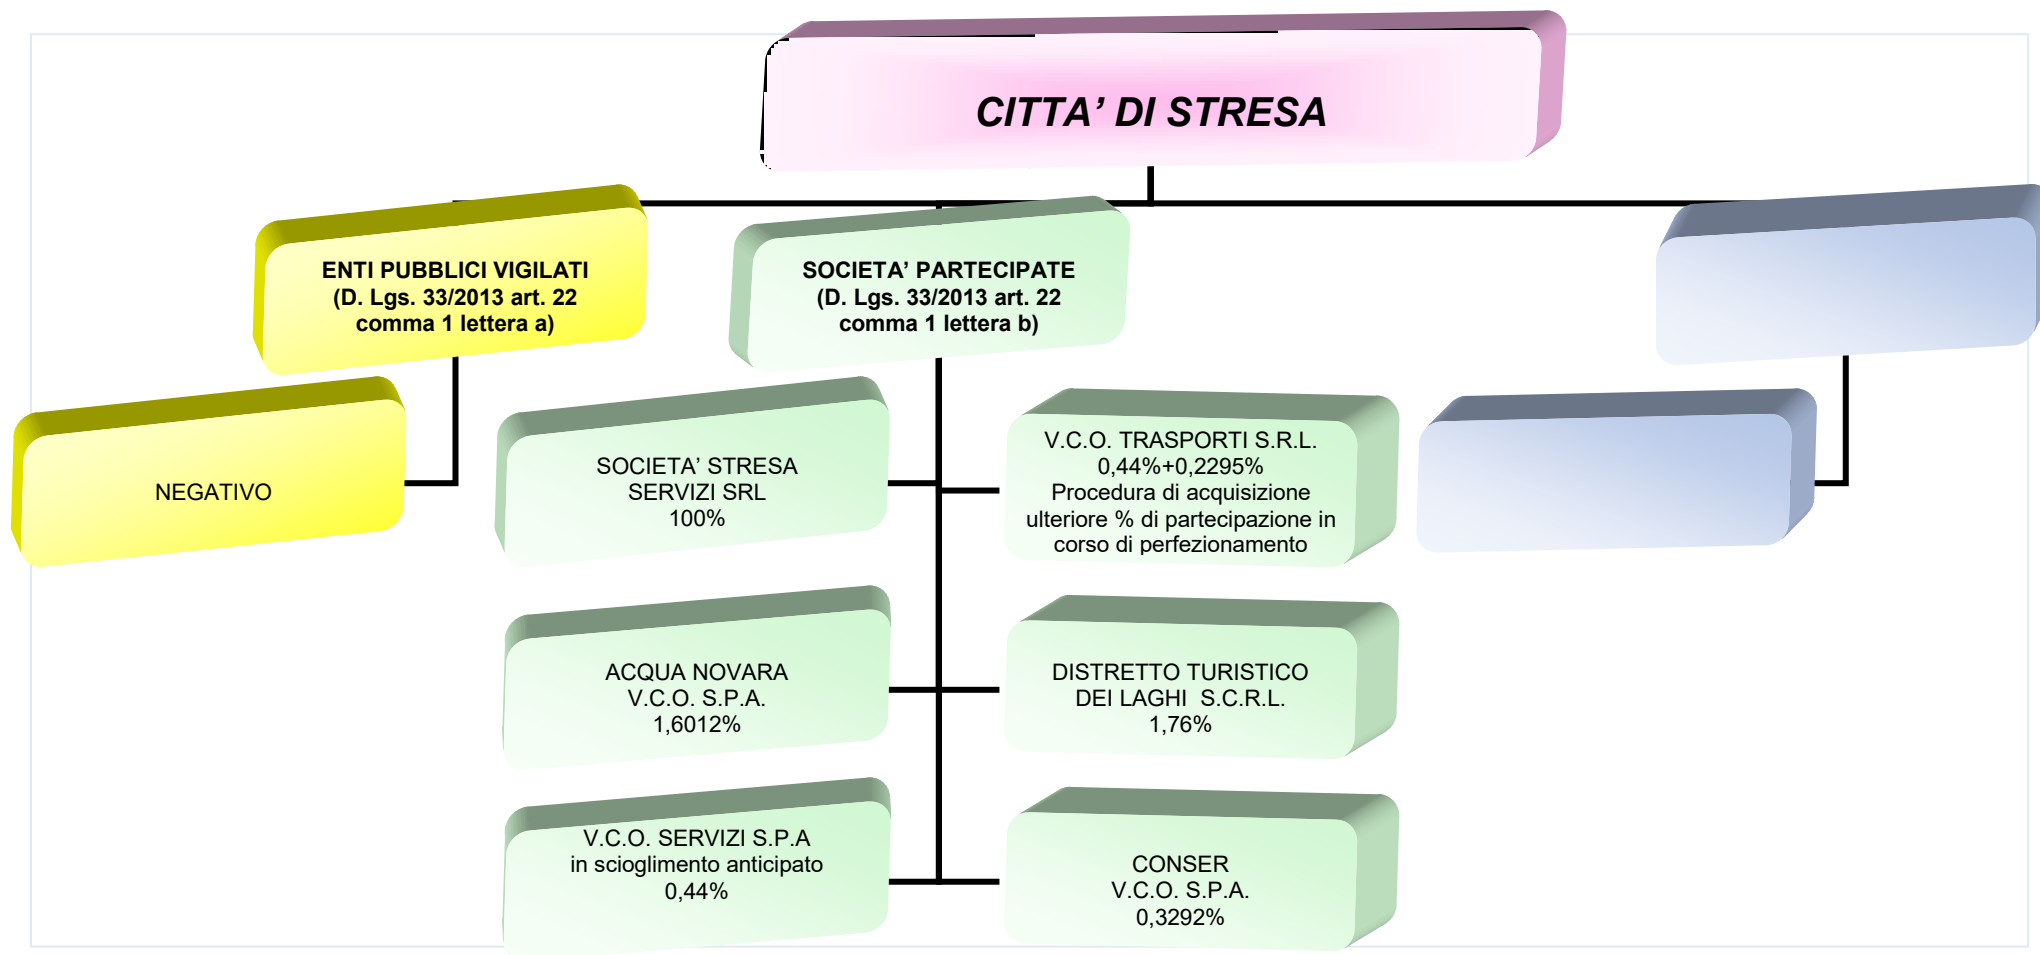 CITTA’ DI STRESA
ENTI PUBBLICI VIGILATI
(D. Lgs. 33/2013 art. 22
comma 1 lettera a)
SOCIETA’ PARTECIPATE
(D. Lgs. 33/2013 art. 22
comma 1 lettera b)
NEGATIVO
SOCIETA’ STRESA
SERVIZI SRL
100%
V.C.O. TRASPORTI S.R.L.
0,44%+0,2295%
Procedura di acquisizione
ulteriore % di partecipazione in
corso di perfezionamento
ACQUA NOVARA
V.C.O. S.P.A.
1,6012%
DISTRETTO TURISTICO
DEI LAGHI S.C.R.L.
1,76%
V.C.O. SERVIZI S.P.A
in scioglimento anticipato
0,44%
CONSER
V.C.O. S.P.A.
0,3292%